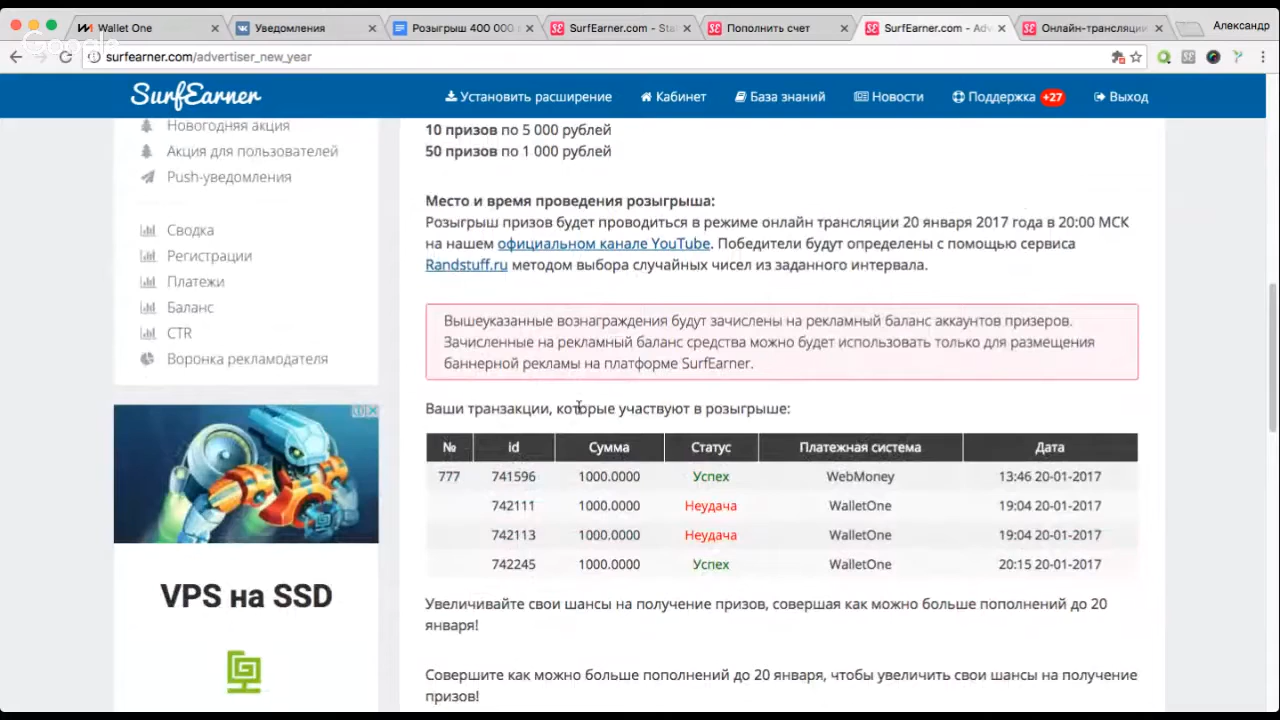 Wallet One
Уведомления
Розыгрыш 400 000
SurfEarner.com - Sta
Пополнить счет
SurfEarner.com - Adv
Онлайн-трансляции
Александр
Google
surfearner.com/advertiser_new_year
SurfEarner
Установить расширение
Кабинет
База знаний
Новости
Поддержка +27
Выход
Новогодняя акция
Акция для пользователей
Push-уведомления
Сводка
Регистрации
Платежи
Баланс
CTR
Воронка рекламодателя
VPS на SSD
10 призов по 5 000 рублей
50 призов по 1 000 рублей
Место и время проведения розыгрыша:
Розыгрыш призов будет проводиться в режиме онлайн трансляции 20 января 2017 года в 20:00 МСК
на нашем официальном канале YouTube. Победители будут определены с помощью сервиса
Randstuff.ru методом выбора случайных чисел из заданного интервала.
Вышеуказанные вознаграждения будут зачислены на рекламный баланс аккаунтов призеров.
Зачисленные на рекламный баланс средства можно будет использовать только для размещения
баннерной рекламы на платформе SurfEarner.
Ваши транзакции, которые участвуют в розыгрыше:
№ id Сумма Статус Платежная система Дата
777 741596 1000.0000 Успех WebMoney 13:46 20-01-2017
742111 1000.0000 Неудача WalletOne 19:04 20-01-2017
742113 1000.0000 Неудача WalletOne 19:04 20-01-2017
742245 1000.0000 Успех WalletOne 20:15 20-01-2017
Увеличивайте свои шансы на получение призов, совершая как можно больше пополнений до 20
января!
Совершите как можно больше пополнений до 20 января, чтобы увеличить свои шансы на получение
призов!